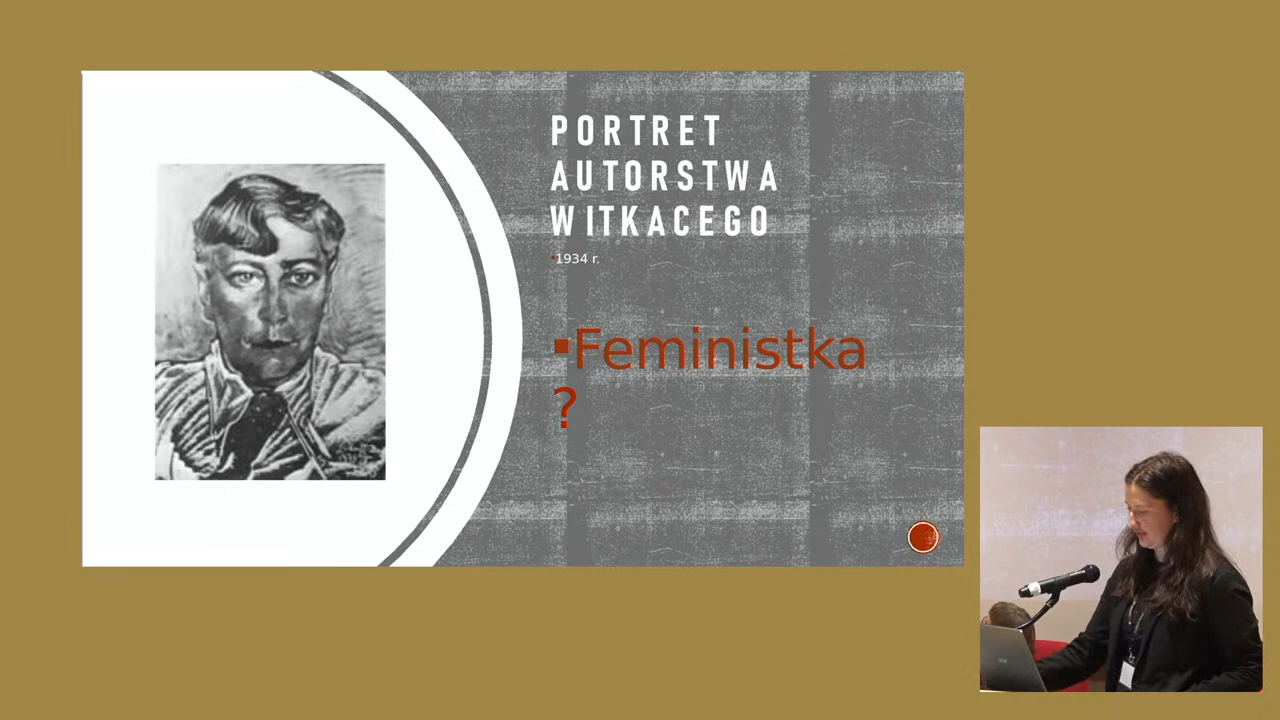 PORTRET
AUTORSTWA
WITKACEGO
1934 r.
Feministka
?